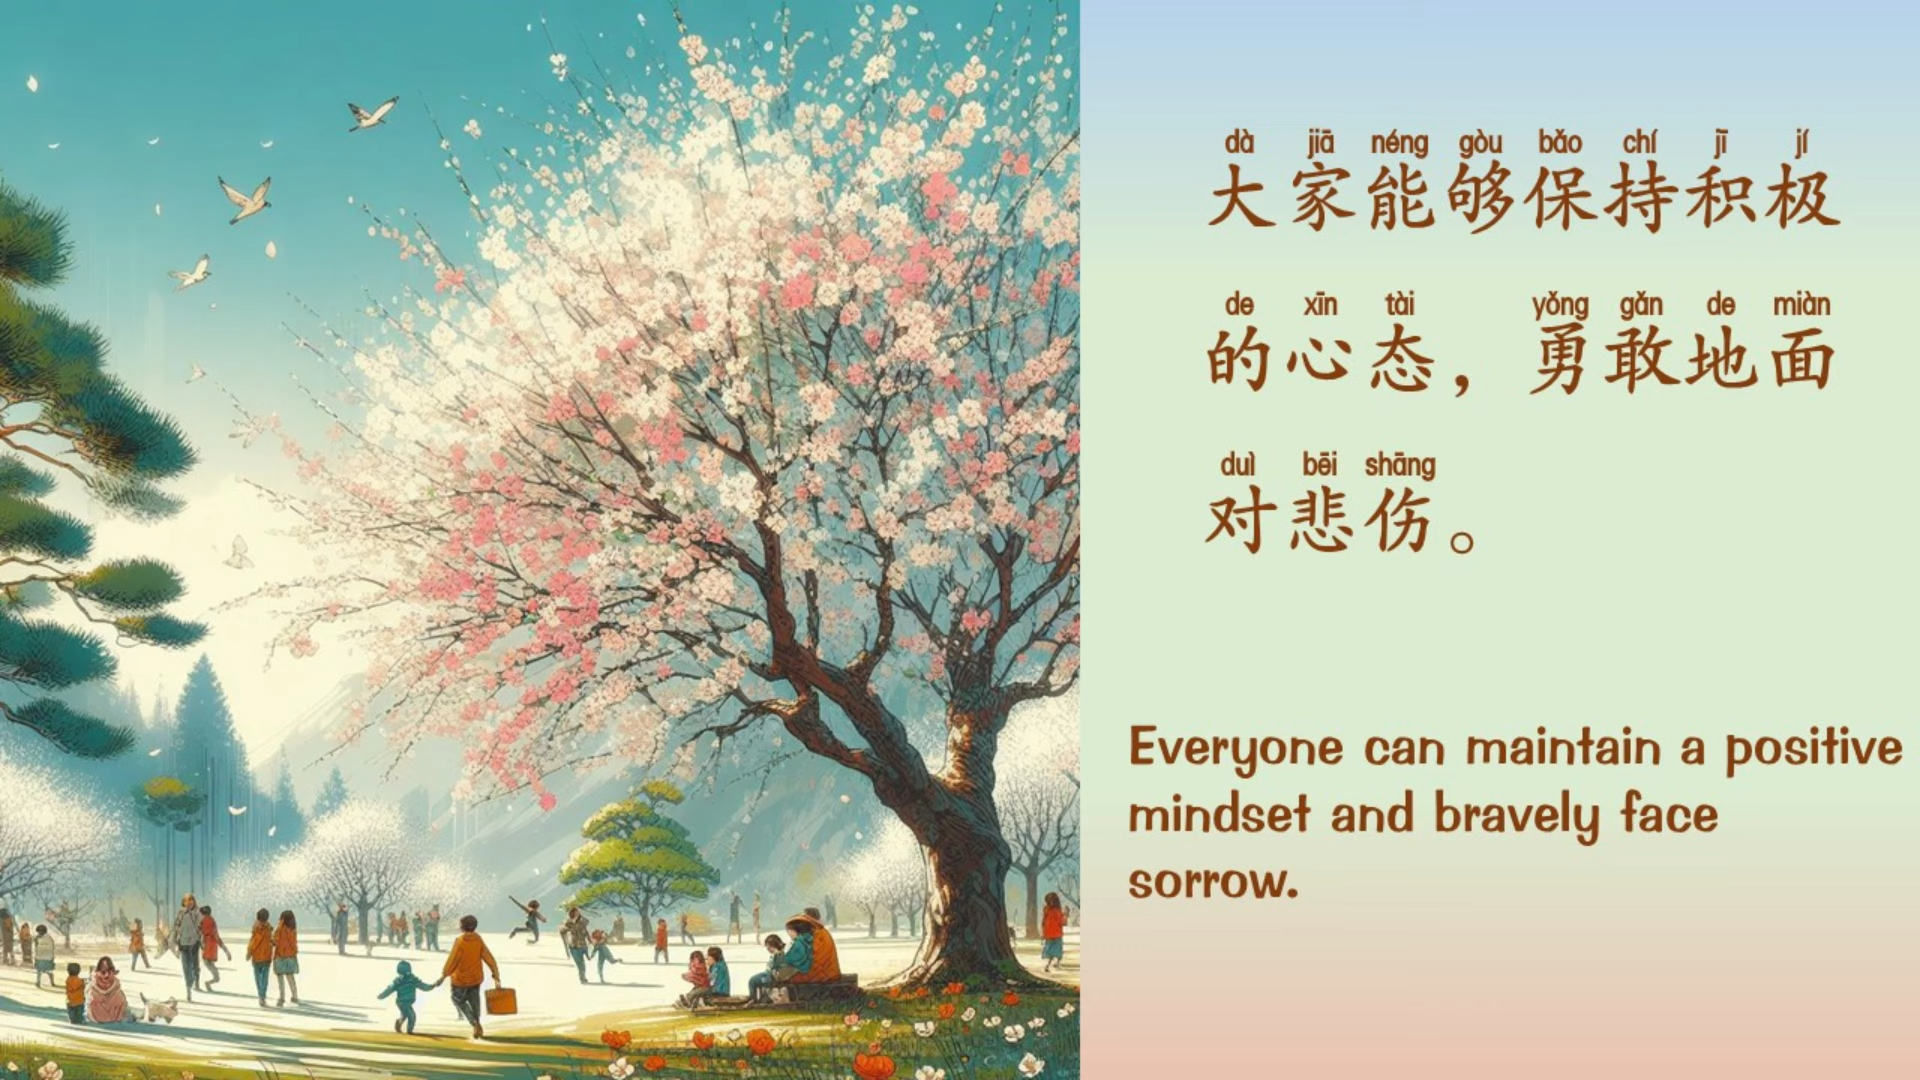 dà jiā néng gòu bǎo chí jī jí
大家能够保持积极
de xīn tài yǒng gǎn de miàn
的心态，勇敢地面
duì bēi shāng
对悲伤。
Everyone can maintain a positive
mindset and bravely face
sorrow.